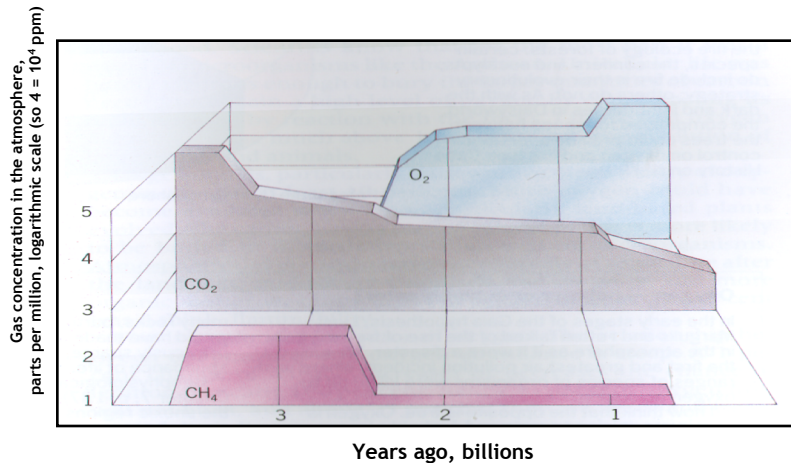 Gas concentration in the atmosphere,
parts per million, logarithmic scale (so 4 = 10⁴ ppm)
5
4
3
2
1
O₂
CO₂
CH₄
3 2 1
Years ago, billions